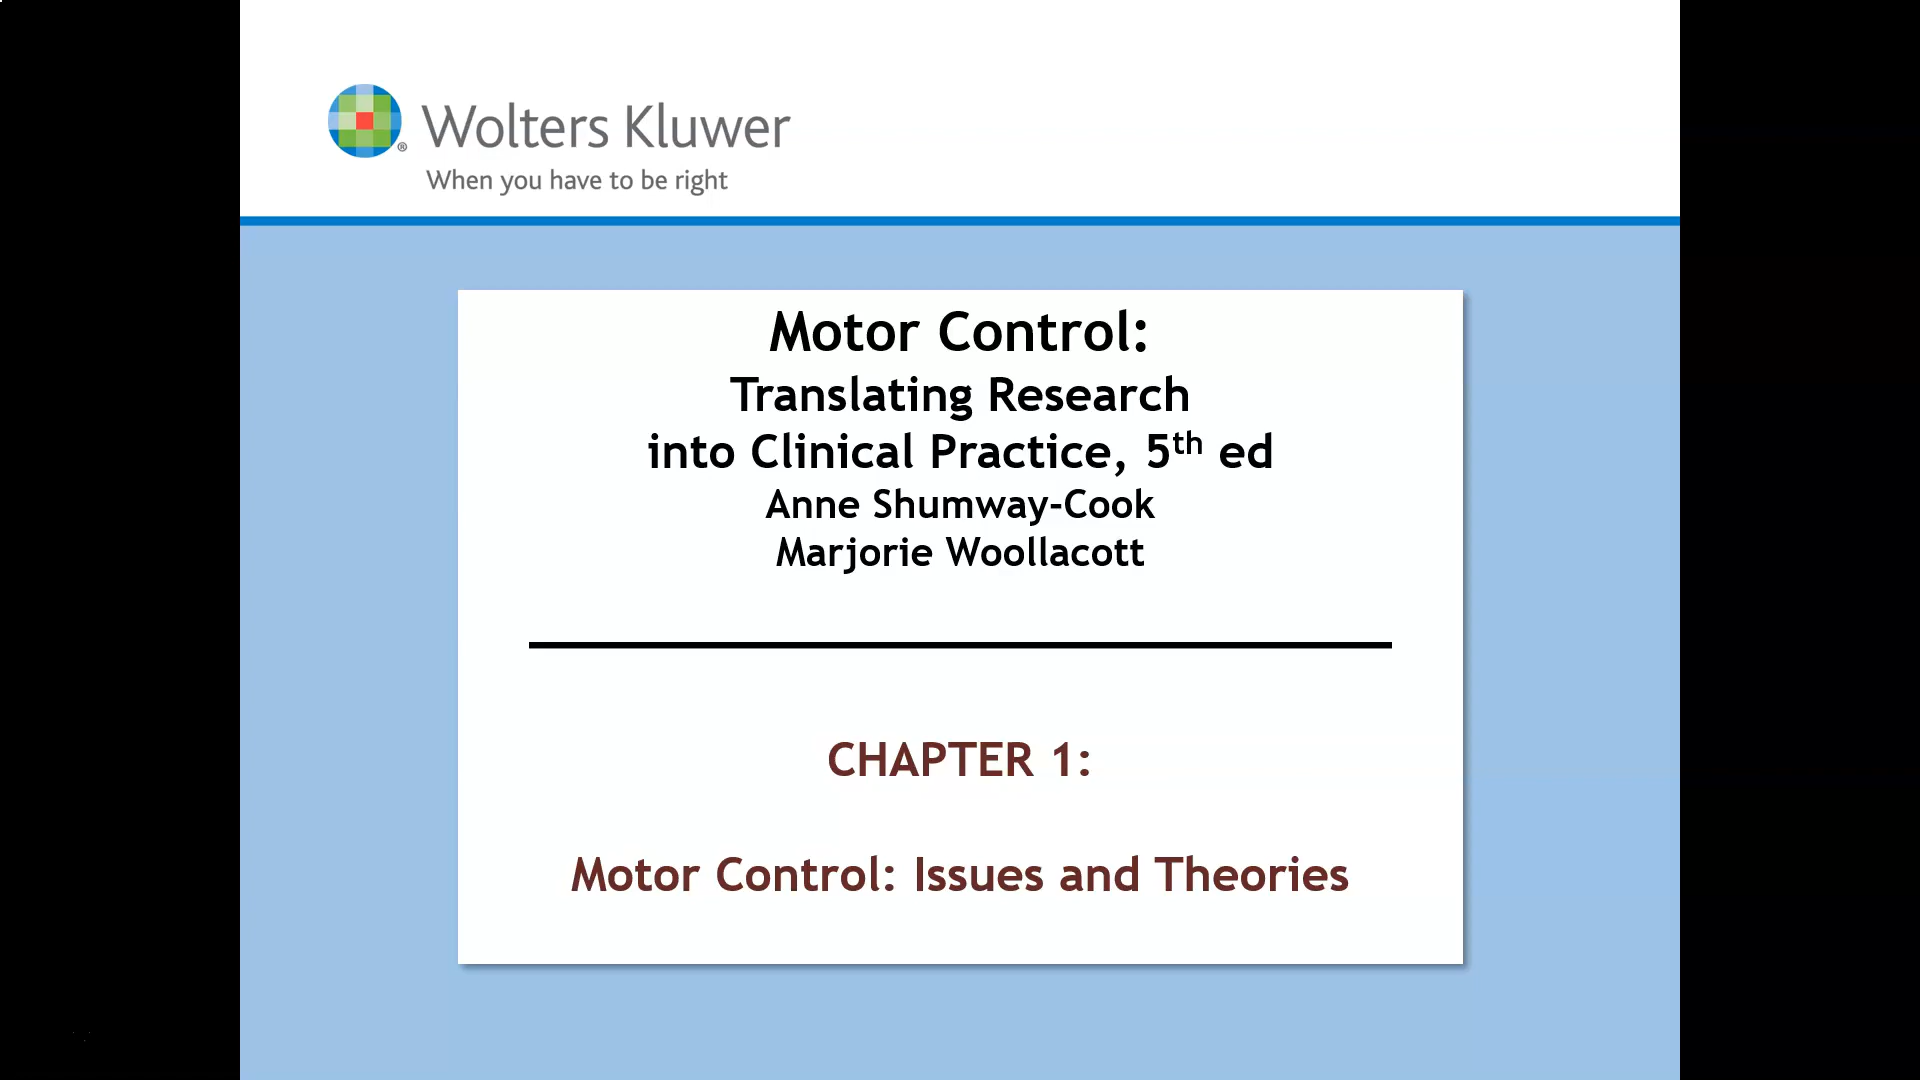 Wolters Kluwer ®
When you have to be right
Motor Control:
Translating Research
into Clinical Practice, 5th ed
Anne Shumway-Cook
Marjorie Woollacott
CHAPTER 1:
Motor Control: Issues and Theories